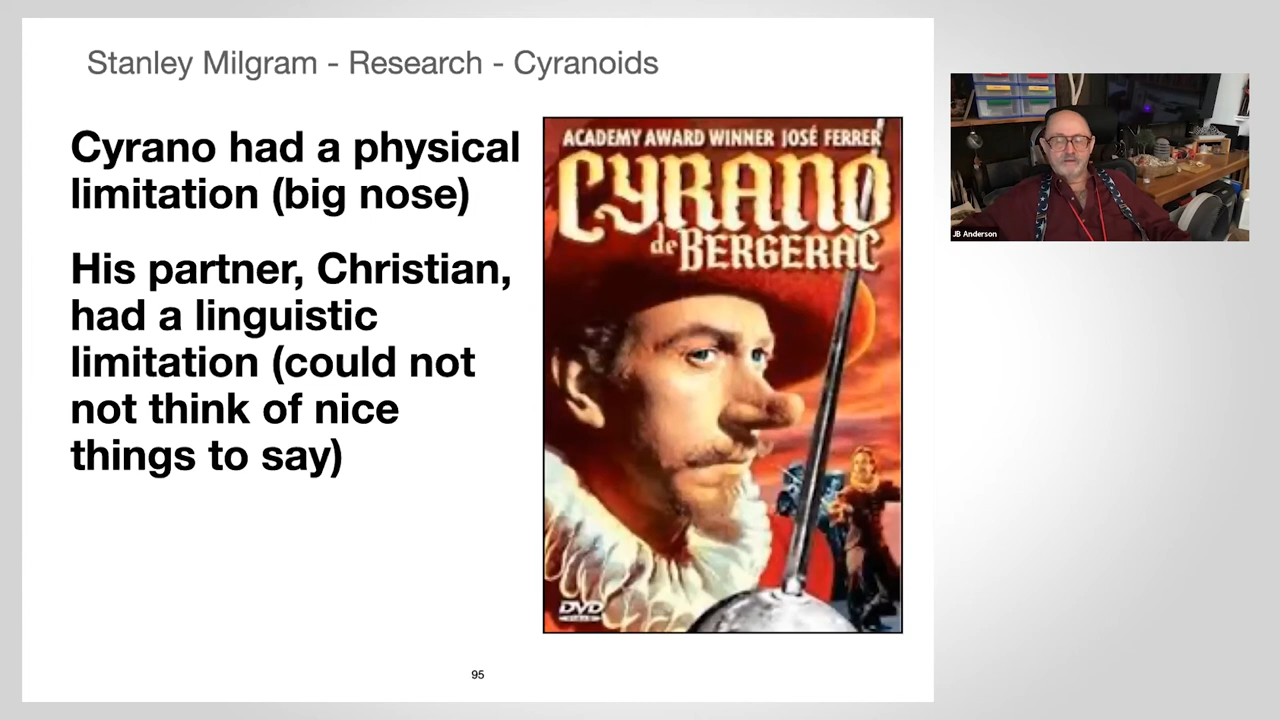 Stanley Milgram - Research - Cyranoids
Cyrano had a physical
limitation (big nose)
His partner, Christian,
had a linguistic
limitation (could not
not think of nice
things to say)
ACADEMY AWARD WINNER JOSÉ FERRER
CYRANO
de BERGERAC
DVD
95
JB Anderson